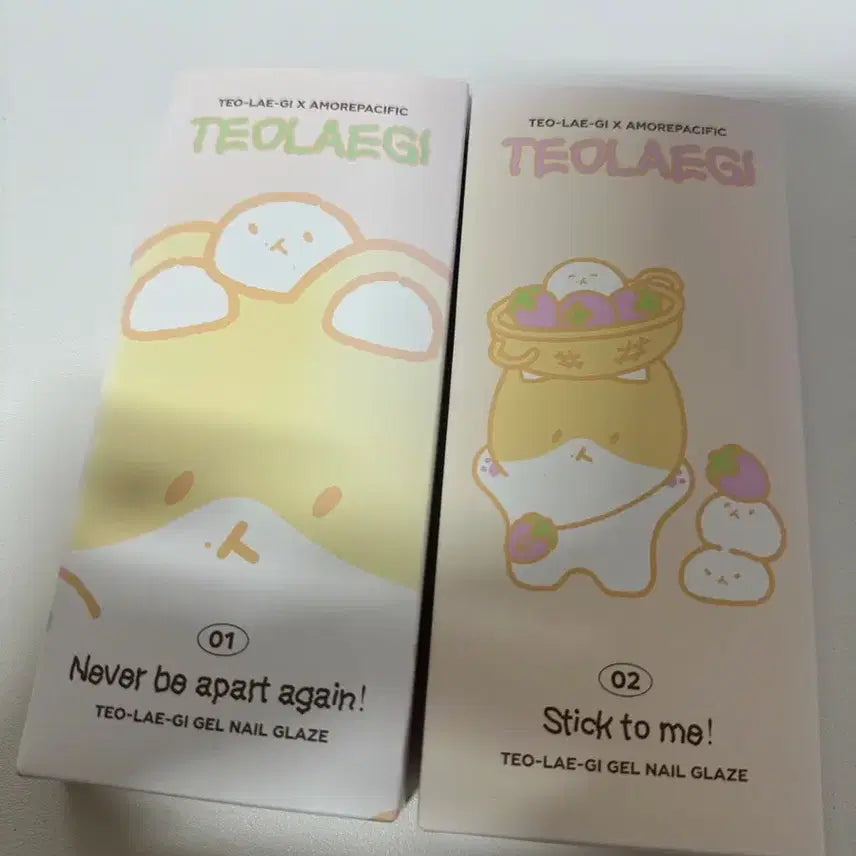 TEO-LAE-GI X AMOREPACIFIC
TEOLAEGI
01
Never be apart again!
TEO-LAE-GI GEL NAIL GLAZE
TEO-LAE-GI X AMOREPACIFIC
TEOLAEGI
02
Stick to me!
TEO-LAE-GI GEL NAIL GLAZE